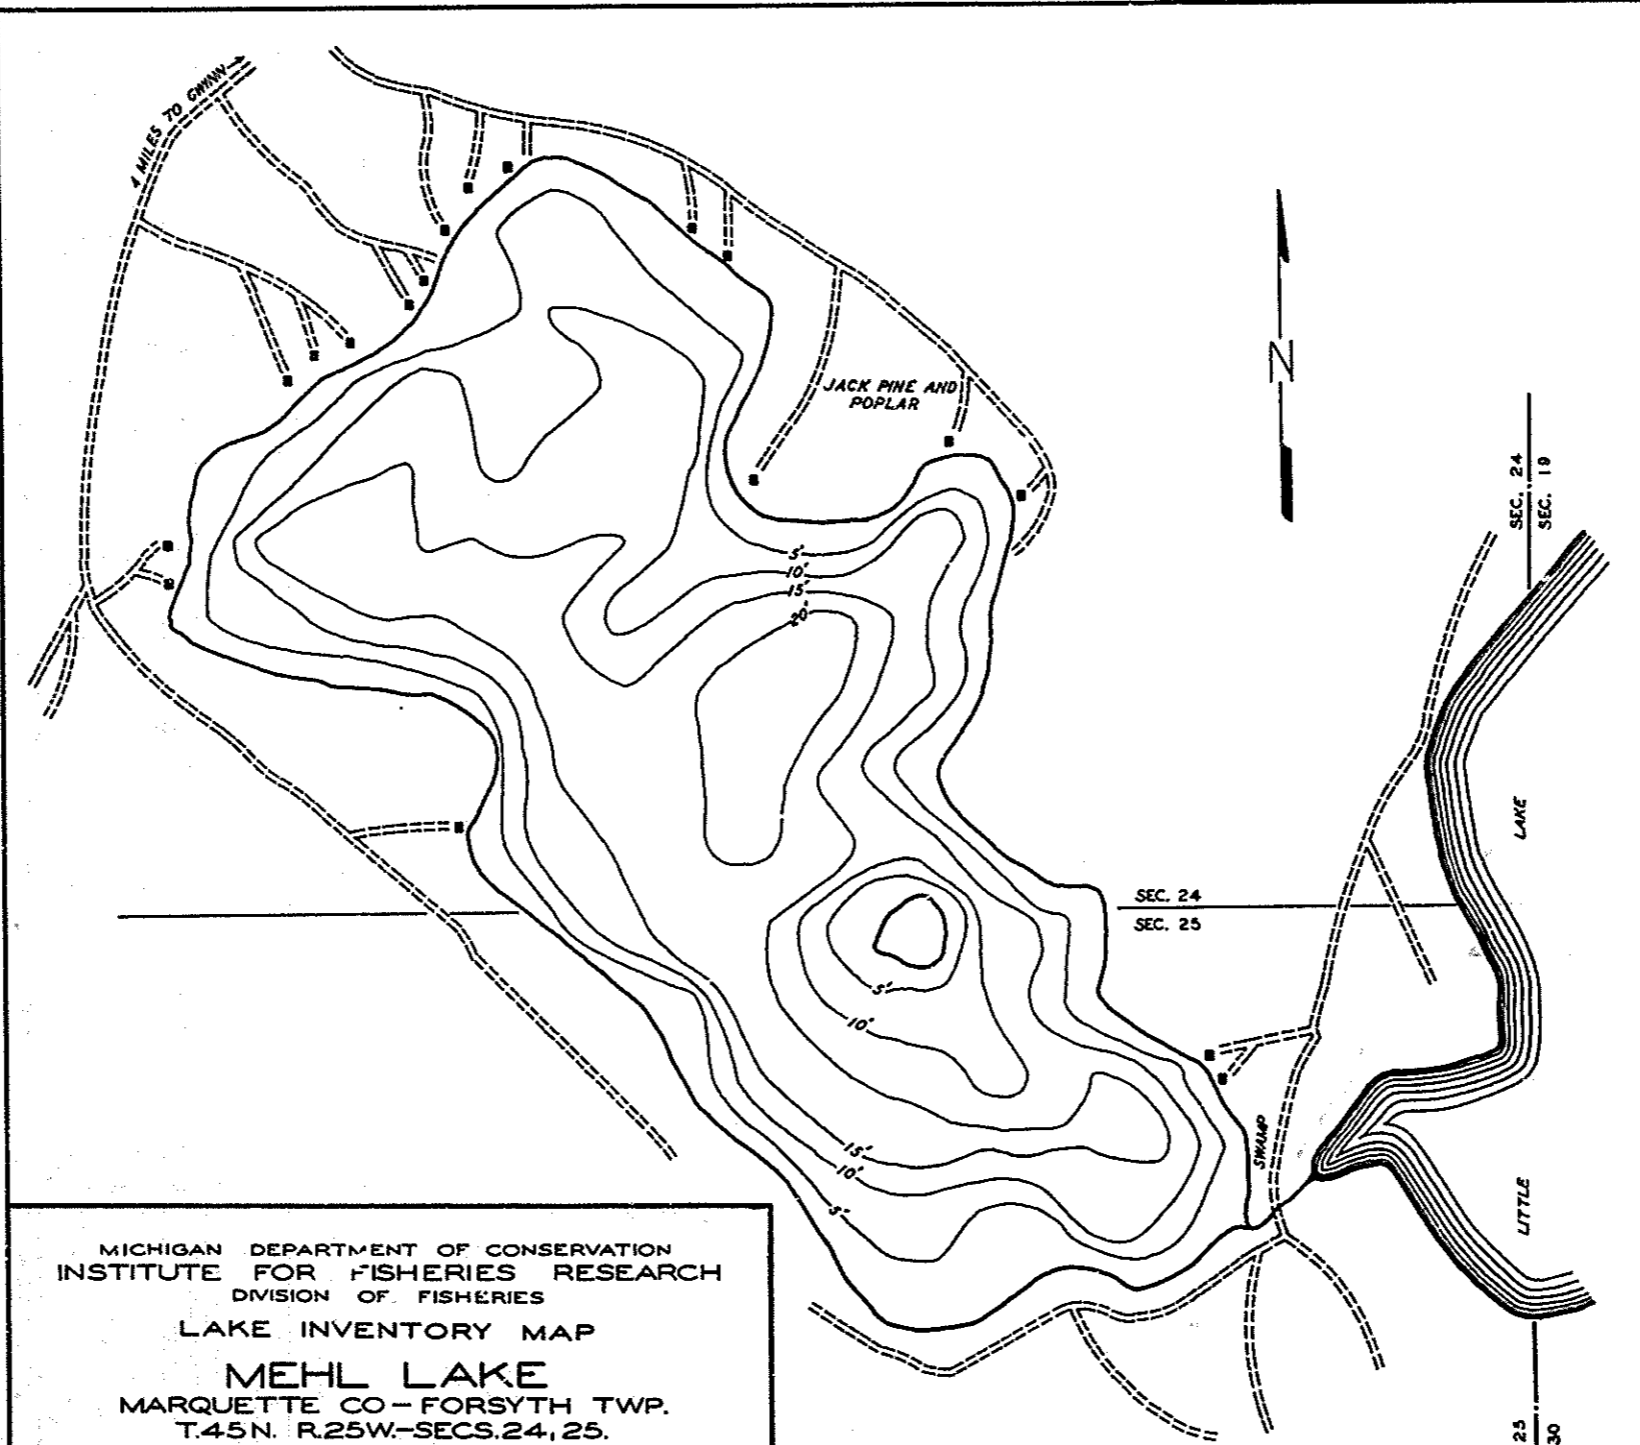 4 MILES TO GWINN
JACK PINE AND
POPLAR
N
SEC. 24
SEC. 19
5'
10'
15'
20'
LAKE
SEC. 24
SEC. 25
5'
10'
SWAMP
15'
10'
5'
LITTLE
MICHIGAN DEPARTMENT OF CONSERVATION
INSTITUTE FOR FISHERIES RESEARCH
DIVISION OF FISHERIES
LAKE INVENTORY MAP
MEHL LAKE
MARQUETTE CO-FORSYTH TWP.
T.45N. R.25W.-SECS.24,25.
25
30